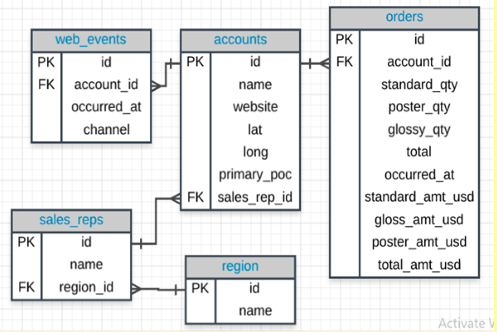 web_events
PK id
FK account_id
occurred_at
channel
accounts
PK id
name
website
lat
long
primary_poc
FK sales_rep_id
orders
PK id
FK account_id
standard_qty
poster_qty
glossy_qty
total
occurred_at
standard_amt_usd
gloss_amt_usd
poster_amt_usd
total_amt_usd
sales_reps
PK id
name
FK region_id
region
PK id
name
Activate